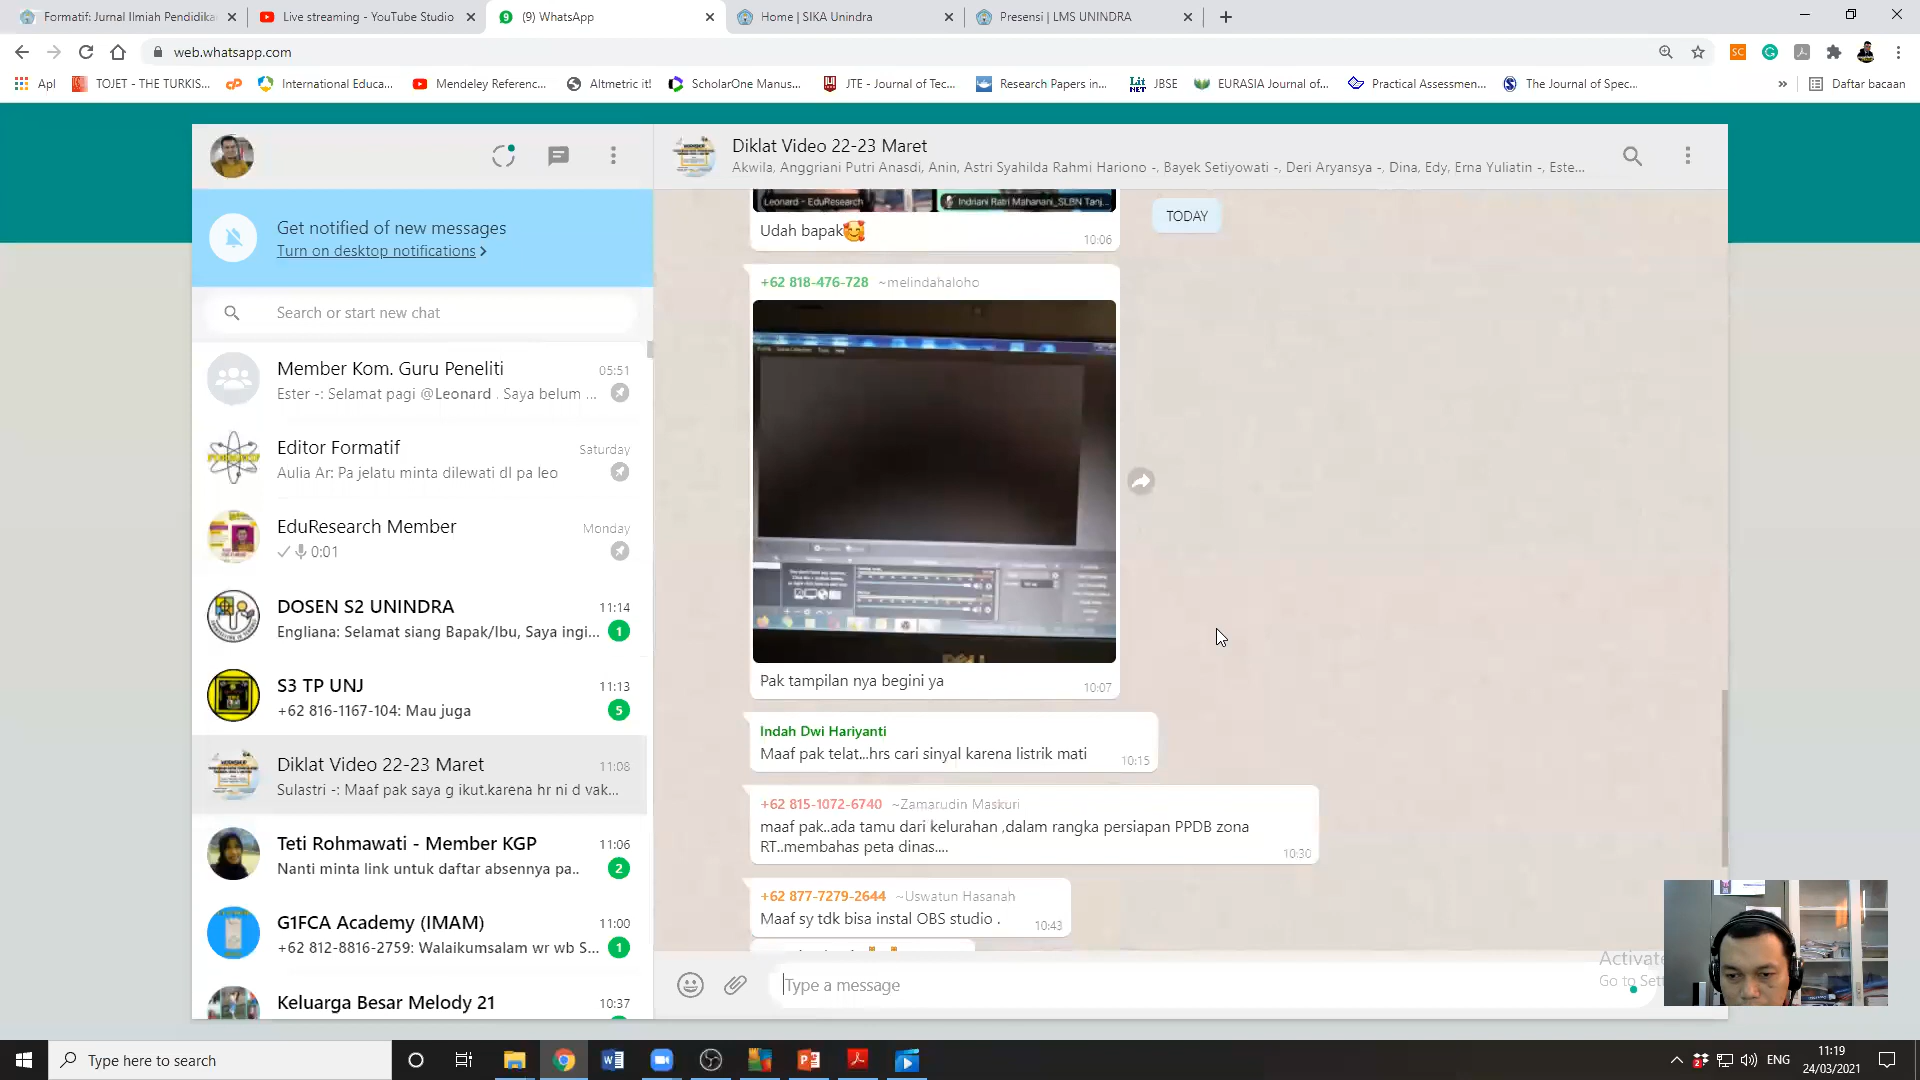 Formatif: Jurnal Ilmiah Pendidika
Live streaming - YouTube Studio
9 (9) WhatsApp
Home | SIKA Unindra
Presensi | LMS UNINDRA
web.whatsapp.com
Apl
TOJET - THE TURKIS...
International Educa...
Mendeley Referenc...
Altmetric it!
ScholarOne Manus...
JTE - Journal of Tec...
Research Papers in...
JBSE
EURASIA Journal of...
Practical Assessmen...
The Journal of Spec...
»
Daftar bacaan
Diklat Video 22-23 Maret
Akwila, Anggriani Putri Anasdi, Anin, Astri Syahilda Rahmi Hariono -, Bayek Setiyowati -, Deri Aryansya -, Dina, Edy, Erna Yuliatin -, Este...
Get notified of new messages
Turn on desktop notifications >
Search or start new chat
Member Kom. Guru Peneliti
05:51
Ester -: Selamat pagi @Leonard . Saya belum ...
Editor Formatif
Saturday
Aulia Ar: Pa jelatu minta dilewati dl pa leo
EduResearch Member
Monday
0:01
DOSEN S2 UNINDRA
11:14
Engliana: Selamat siang Bapak/Ibu, Saya ingi...
1
S3 TP UNJ
11:13
+62 816-1167-104: Mau juga
5
Diklat Video 22-23 Maret
11:08
Sulastri -: Maaf pak saya g ikut.karena hr ni d vak...
Teti Rohmawati - Member KGP
11:06
Nanti minta link untuk daftar absennya pa..
2
G1FCA Academy (IMAM)
11:00
+62 812-8816-2759: Walaikumsalam wr wb S...
1
Keluarga Besar Melody 21
10:37
Leonard - EduResearch
Indriani Ratri Mahanani_SLBN Tanj...
TODAY
Udah bapak🥰
10:06
+62 818-476-728 ~melindahaloho
DELL
Pak tampilan nya begini ya
10:07
Indah Dwi Hariyanti
Maaf pak telat...hrs cari sinyal karena listrik mati
10:15
+62 815-1072-6740 ~Zamarudin Maskuri
maaf pak..ada tamu dari kelurahan ,dalam rangka persiapan PPDB zona
RT..membahas peta dinas....
10:30
+62 877-7279-2644 ~Uswatun Hasanah
Maaf sy tdk bisa instal OBS studio .
10:43
Type a message
Activate
Go to Sett
Type here to search
ENG
11:19
24/03/2021